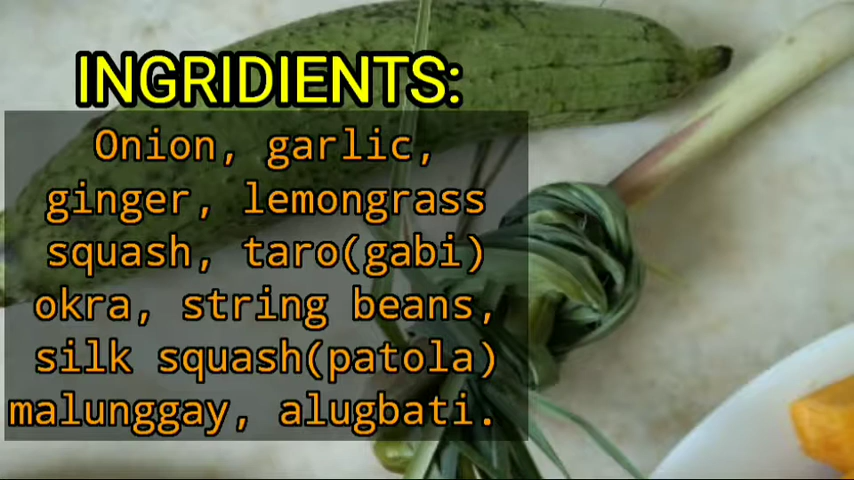 INGRIDIENTS:
Onion, garlic,
ginger, lemongrass
squash, taro(gabi)
okra, string beans,
silk squash(patola)
malunggay, alugbati.